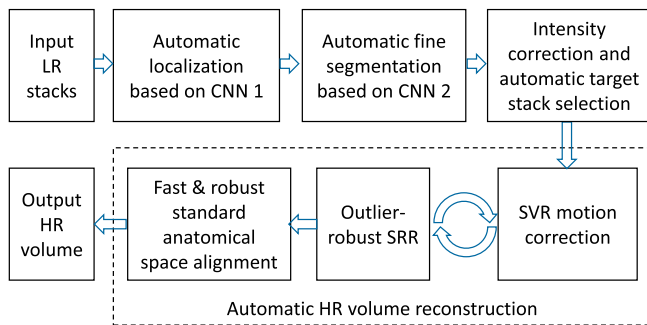 Input
LR
stacks
Automatic
localization
based on CNN 1
Automatic fine
segmentation
based on CNN 2
Intensity
correction and
automatic target
stack selection
Output
HR
volume
Fast & robust
standard
anatomical
space alignment
Outlier-
robust SRR
SVR motion
correction
Automatic HR volume reconstruction